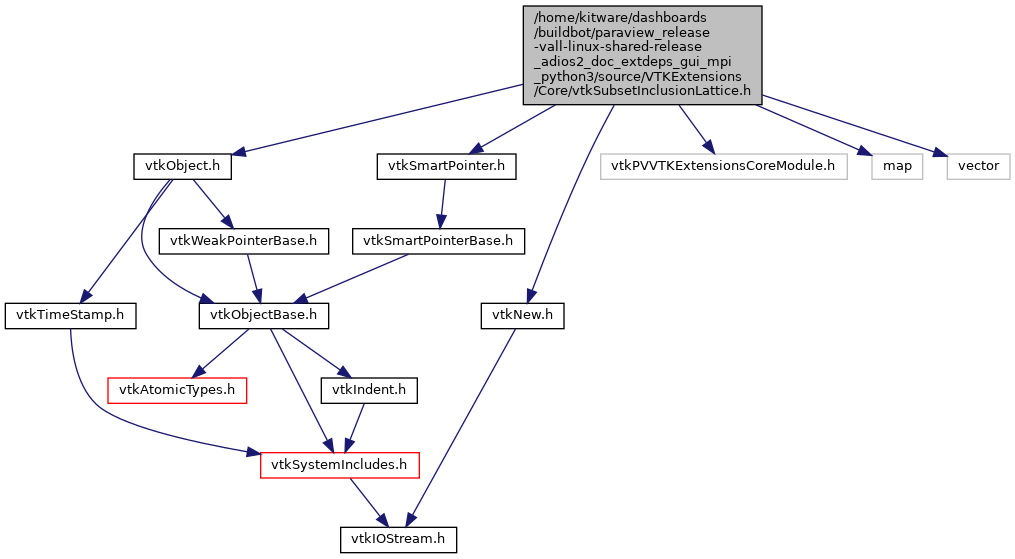 /home/kitware/dashboards
/buildbot/paraview_release
-vall-linux-shared-release
_adios2_doc_extdeps_gui_mpi
_python3/source/VTKExtensions
/Core/vtkSubsetInclusionLattice.h
vtkObject.h
vtkSmartPointer.h
vtkPVVTKExtensionsCoreModule.h
map
vector
vtkWeakPointerBase.h
vtkSmartPointerBase.h
vtkTimeStamp.h
vtkObjectBase.h
vtkNew.h
vtkAtomicTypes.h
vtkIndent.h
vtkSystemIncludes.h
vtkIOStream.h